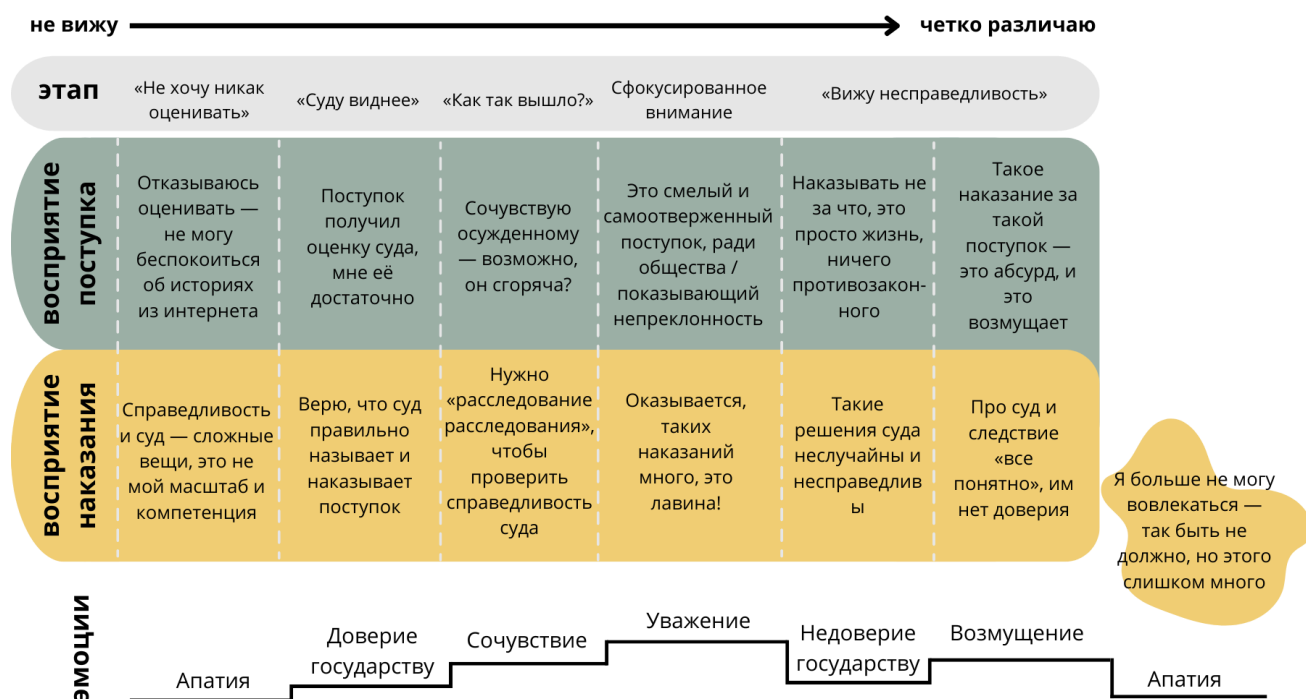 не вижу
четко различаю
этап
«Не хочу никак
оценивать»
«Суду виднее»
«Как так вышло?»
Сфокусированное
внимание
«Вижу несправедливость»
восприятие
поступка
Отказываюсь
оценивать —
не могу
беспокоиться
об историях
из интернета
Поступок
получил
оценку суда,
мне её
достаточно
Сочувствую
осужденному
— возможно,
он сгоряча?
Это смелый и
самоотверженный
поступок, ради
общества /
показывающий
непреклонность
Наказывать не
за что, это
просто жизнь,
ничего
противозакон-
ного
Такое
наказание за
такой
поступок —
это абсурд, и
это
возмущает
восприятие
наказания
Справедливость
и суд — сложные
вещи, это не
мой масштаб и
компетенция
Верю, что суд
правильно
называет и
наказывает
поступок
Нужно
«расследование
расследования»,
чтобы
проверить
справедливость
суда
Оказывается,
таких
наказаний
много, это
лавина!
Такие
решения суда
неслучайны и
несправедлив
ы
Про суд и
следствие
«все
понятно», им
нет доверия
Я больше не могу
вовлекаться —
так быть не
должно, но этого
слишком много
эмоции
Апатия
Доверие
государству
Сочувствие
Уважение
Недоверие
государству
Возмущение
Апатия